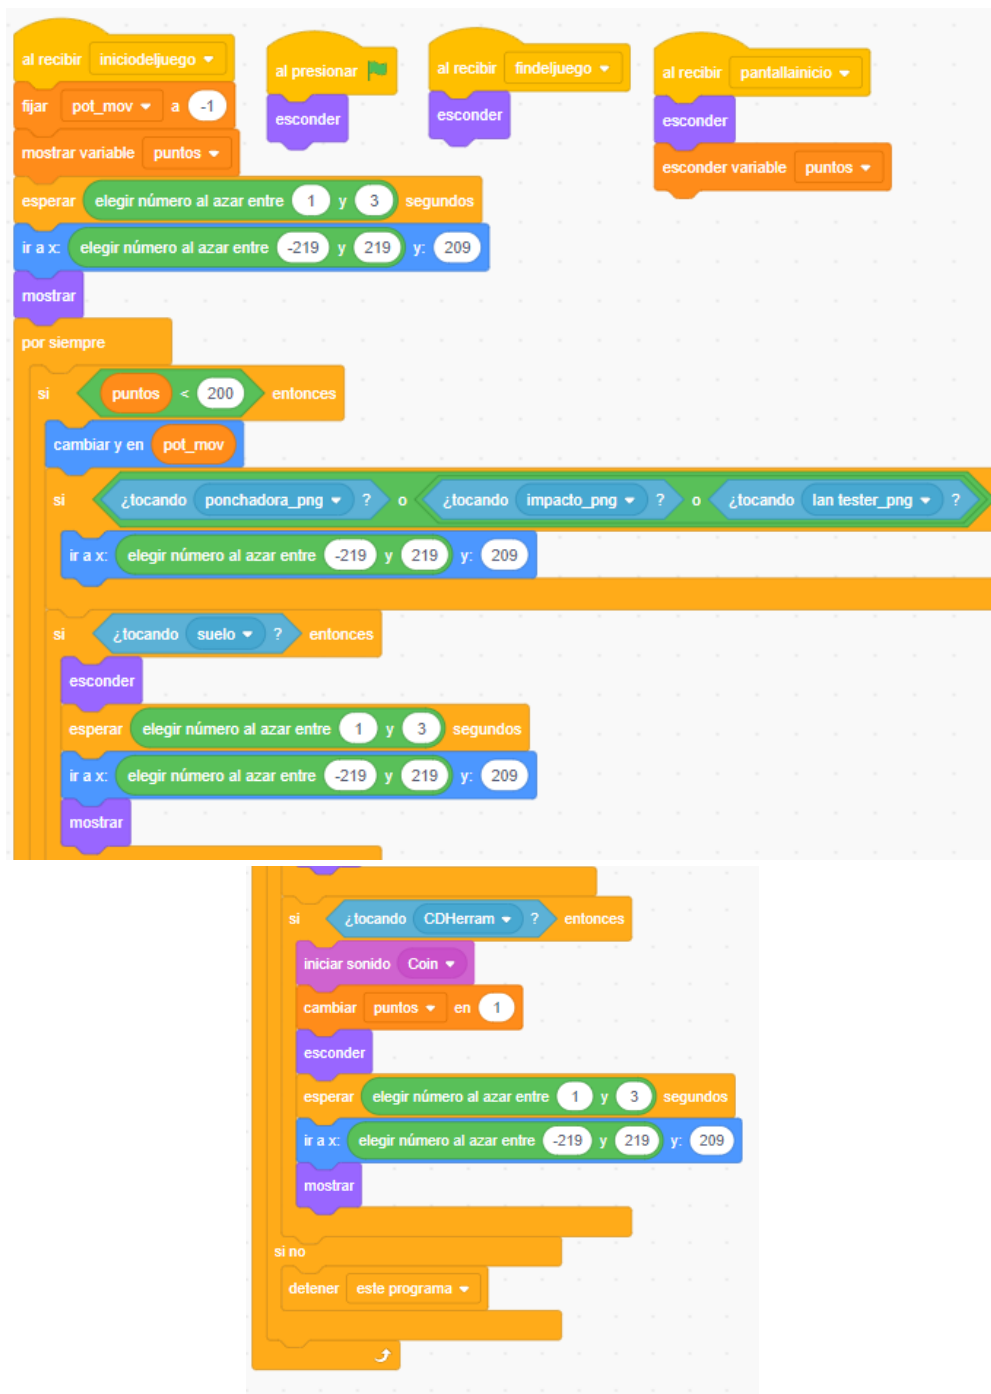 al recibir iniciodeljuego
fijar pot_mov a -1
mostrar variable puntos
esperar elegir número al azar entre 1 y 3 segundos
ir a x: elegir número al azar entre -219 y 219 y: 209
mostrar
por siempre
si puntos < 200 entonces
cambiar y en pot_mov
si ¿tocando ponchadora_png ? o ¿tocando impacto_png ? o ¿tocando lan tester_png ?
ir a x: elegir número al azar entre -219 y 219 y: 209
si ¿tocando suelo ? entonces
esconder
esperar elegir número al azar entre 1 y 3 segundos
ir a x: elegir número al azar entre -219 y 219 y: 209
mostrar
al presionar
esconder
al recibir findeljuego
esconder
al recibir pantallainicio
esconder
esconder variable puntos
si ¿tocando CDHerram ? entonces
iniciar sonido Coin
cambiar puntos en 1
esconder
esperar elegir número al azar entre 1 y 3 segundos
ir a x: elegir número al azar entre -219 y 219 y: 209
mostrar
si no
detener este programa